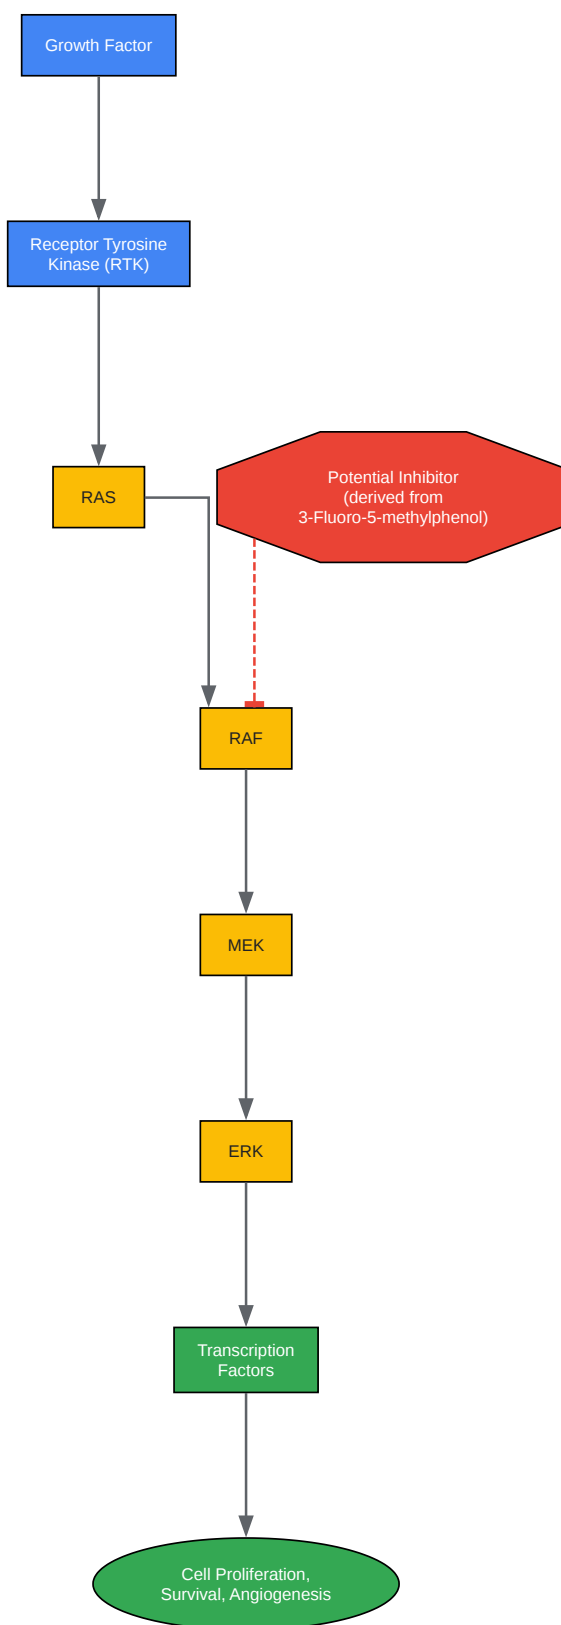 Growth Factor
Receptor Tyrosine
Kinase (RTK)
RAS
Potential Inhibitor
(derived from
3-Fluoro-5-methylphenol)
RAF
MEK
ERK
Transcription
Factors
Cell Proliferation,
Survival, Angiogenesis